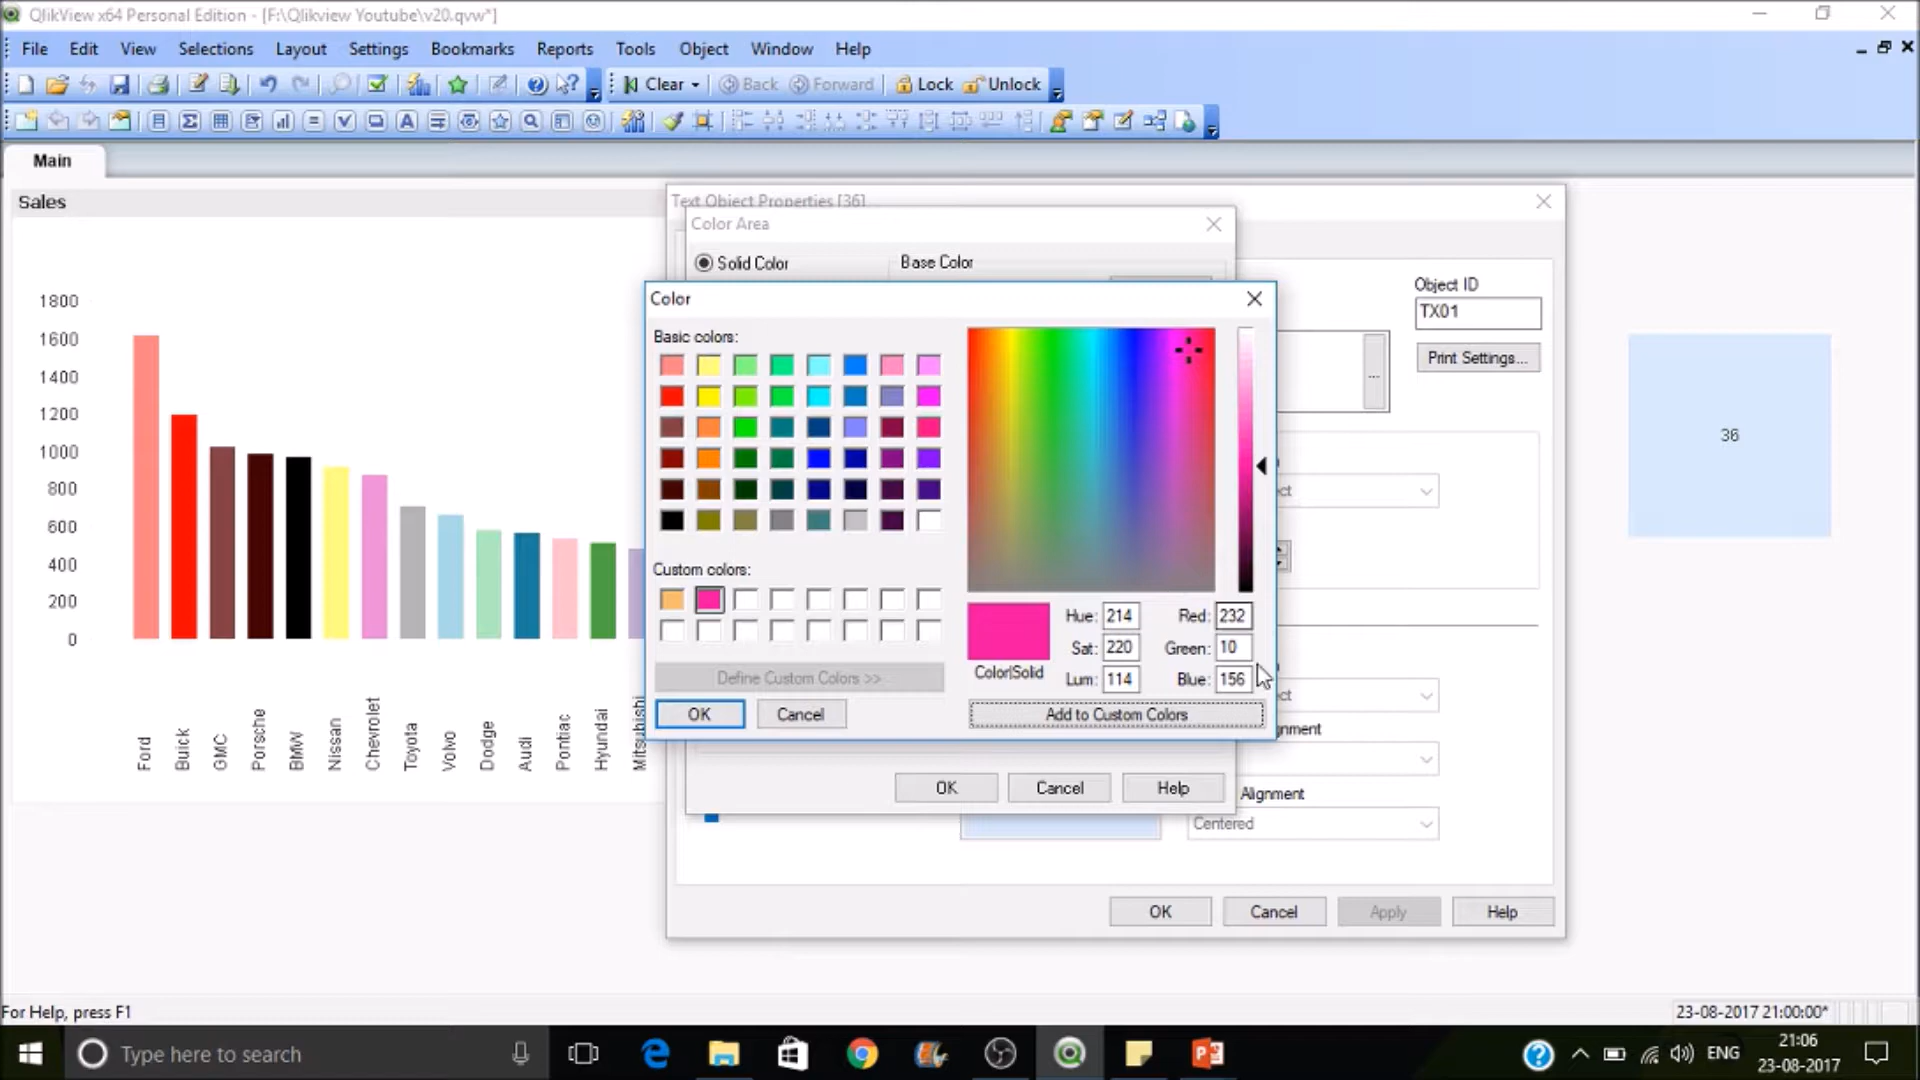 QlikView x64 Personal Edition - [F:\Qlikview Youtube\v20.qvw*]
File Edit View Selections Layout Settings Bookmarks Reports Tools Object Window Help
Clear Back Forward Lock Unlock
Main
Sales
Text Object Properties [36]
Color Area
Solid Color
Base Color
Object ID
TX01
Print Settings...
...
Color
Basic colors:
Custom colors:
Define Custom Colors >>
OK
Cancel
Hue: 214
Sat: 220
Lum: 114
Red: 232
Green: 10
Blue: 156
Color|Solid
Add to Custom Colors
1800
1600
1400
1200
1000
800
600
400
200
0
Ford
Buick
GMC
Porsche
BMW
Nissan
Chevrolet
Toyota
Volvo
Dodge
Audi
Pontiac
Hyundai
Mitsubishi
36
OK Cancel Help
Alignment
Centered
OK Cancel Apply Help
For Help, press F1
23-08-2017 21:00:00*
Type here to search
ENG
21:06
23-08-2017